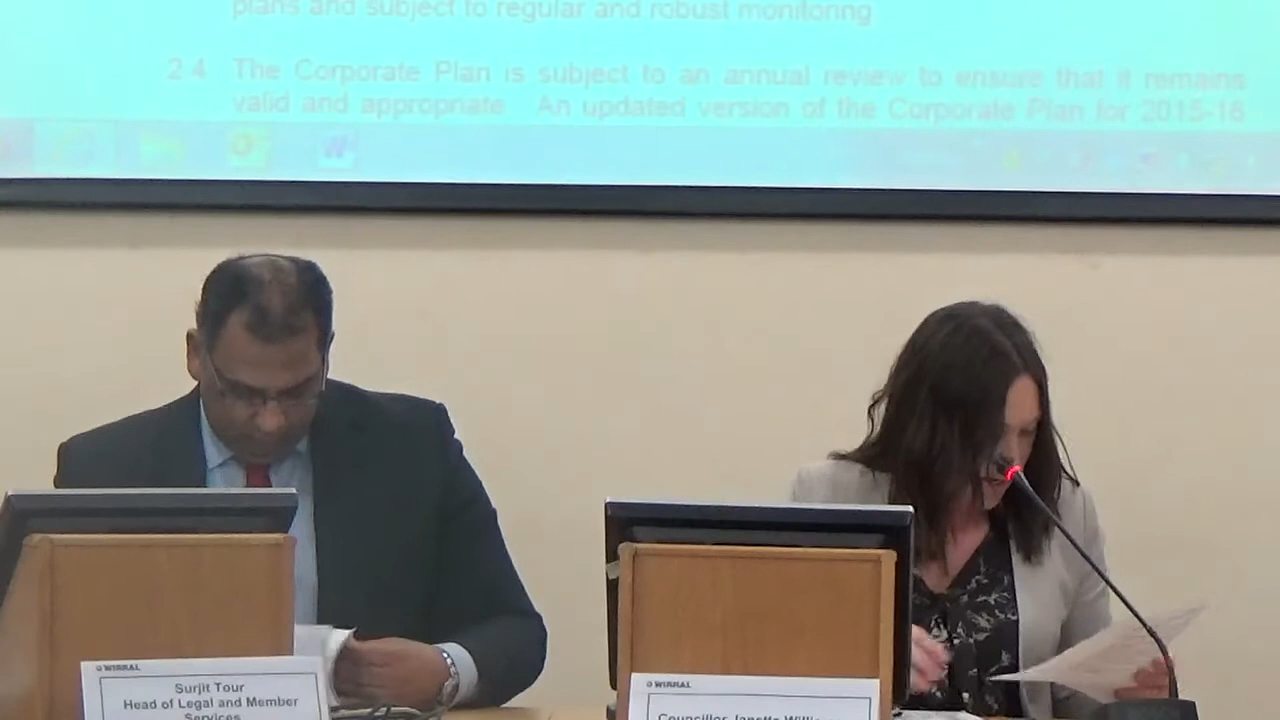 plans and subject to regular and robust monitoring
2.4 The Corporate Plan is subject to an annual review to ensure that it remains
valid and appropriate. An updated version of the Corporate Plan for 2015-16
WIRRAL
Surjit Tour
Head of Legal and Member
Services
WIRRAL
Councillor Janette